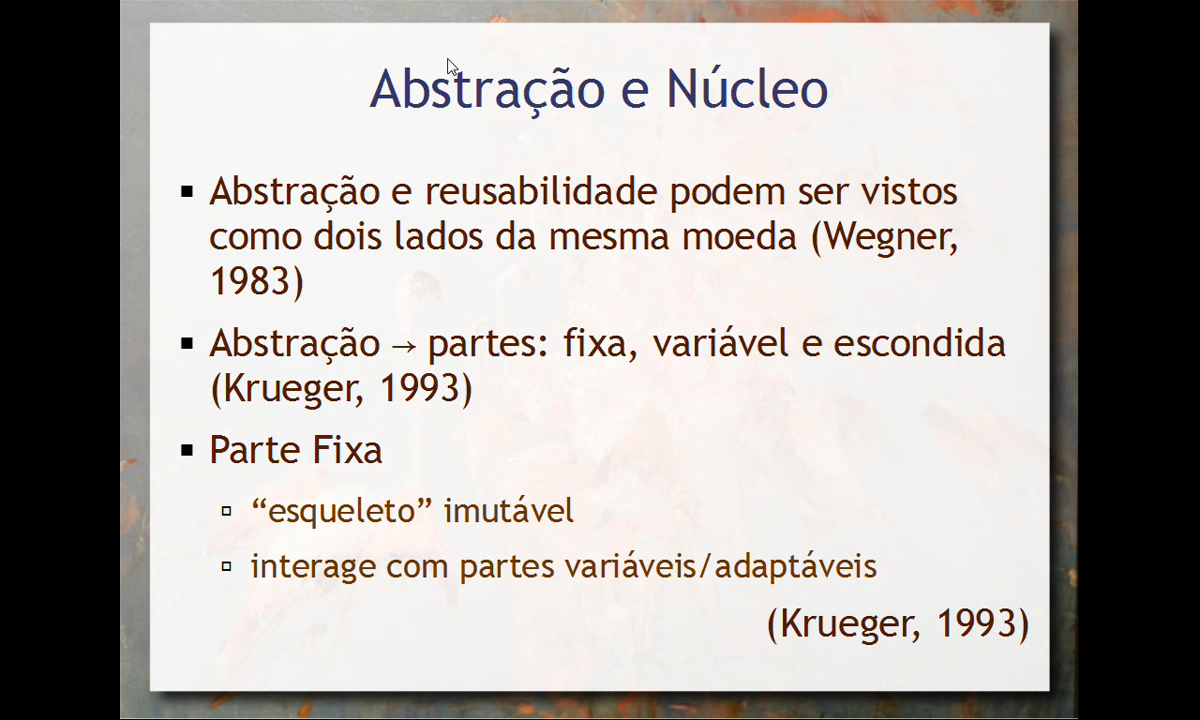 Abstração e Núcleo
▪ Abstração e reusabilidade podem ser vistos
como dois lados da mesma moeda (Wegner,
1983)
▪ Abstração → partes: fixa, variável e escondida
(Krueger, 1993)
▪ Parte Fixa
▫ “esqueleto” imutável
▫ interage com partes variáveis/adaptáveis
(Krueger, 1993)